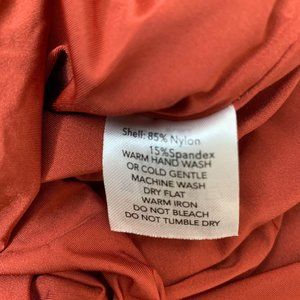 Shell: 85% Nylon
15%Spandex
WARM HAND WASH
OR COLD GENTLE
MACHINE WASH
DRY FLAT
WARM IRON
DO NOT BLEACH
DO NOT TUMBLE DRY